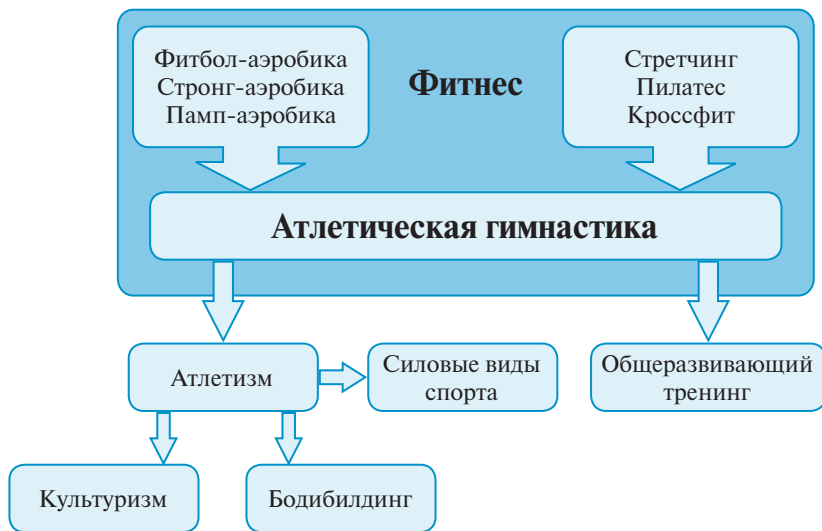 Фитбол-аэробика
Стронг-аэробика
Памп-аэробика
Фитнес
Стретчинг
Пилатес
Кроссфит
Атлетическая гимнастика
Атлетизм
Силовые виды
спорта
Общеразвивающий
тренинг
Культуризм
Бодибилдинг